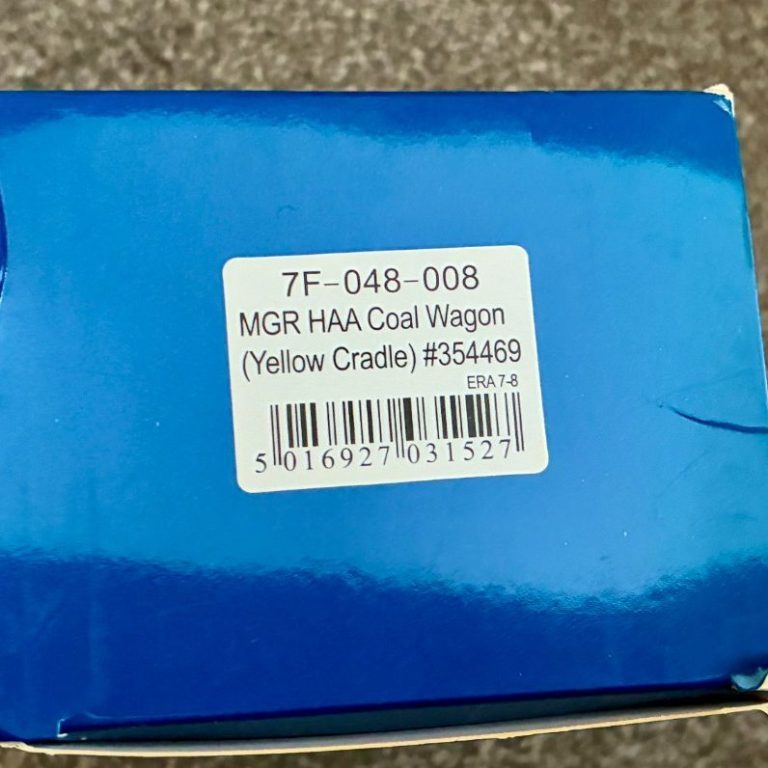 7F-048-008
MGR HAA Coal Wagon
(Yellow Cradle) #354469
ERA 7-8
5 016927 031527